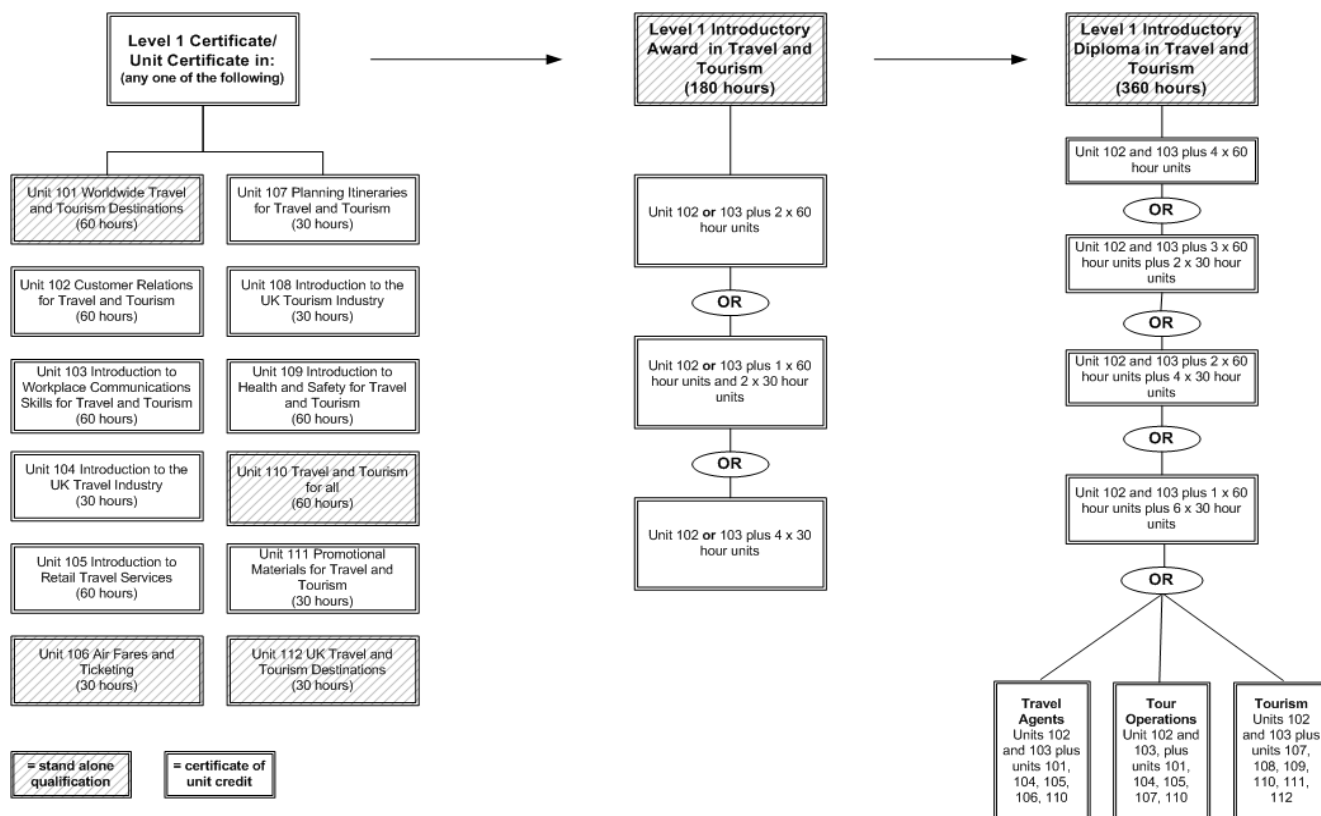 Level 1 Certificate/
Unit Certificate in:
(any one of the following)
Unit 101 Worldwide Travel
and Tourism Destinations
(60 hours)
Unit 107 Planning Itineraries
for Travel and Tourism
(30 hours)
Unit 102 Customer Relations
for Travel and Tourism
(60 hours)
Unit 108 Introduction to the
UK Tourism Industry
(30 hours)
Unit 103 Introduction to
Workplace Communications
Skills for Travel and Tourism
(60 hours)
Unit 109 Introduction to
Health and Safety for Travel
and Tourism
(60 hours)
Unit 104 Introduction to the
UK Travel Industry
(30 hours)
Unit 110 Travel and Tourism
for all
(60 hours)
Unit 105 Introduction to
Retail Travel Services
(60 hours)
Unit 111 Promotional
Materials for Travel and
Tourism
(30 hours)
Unit 106 Air Fares and
Ticketing
(30 hours)
Unit 112 UK Travel and
Tourism Destinations
(30 hours)
= stand alone
qualification
= certificate of
unit credit
Level 1 Introductory
Award in Travel and
Tourism
(180 hours)
Unit 102 or 103 plus 2 x 60
hour units
OR
Unit 102 or 103 plus 1 x 60
hour units and 2 x 30 hour
units
OR
Unit 102 or 103 plus 4 x 30
hour units
Level 1 Introductory
Diploma in Travel and
Tourism
(360 hours)
Unit 102 and 103 plus 4 x 60
hour units
OR
Unit 102 and 103 plus 3 x 60
hour units plus 2 x 30 hour
units
OR
Unit 102 and 103 plus 2 x 60
hour units plus 4 x 30 hour
units
OR
Unit 102 and 103 plus 1 x 60
hour units plus 6 x 30 hour
units
OR
Travel
Agents
Units 102
and 103 plus
units 101,
104, 105,
106, 110
Tour
Operations
Unit 102 and
103, plus
units 101,
104, 105,
107, 110
Tourism
Units 102
and 103 plus
units 107,
108, 109,
110, 111,
112